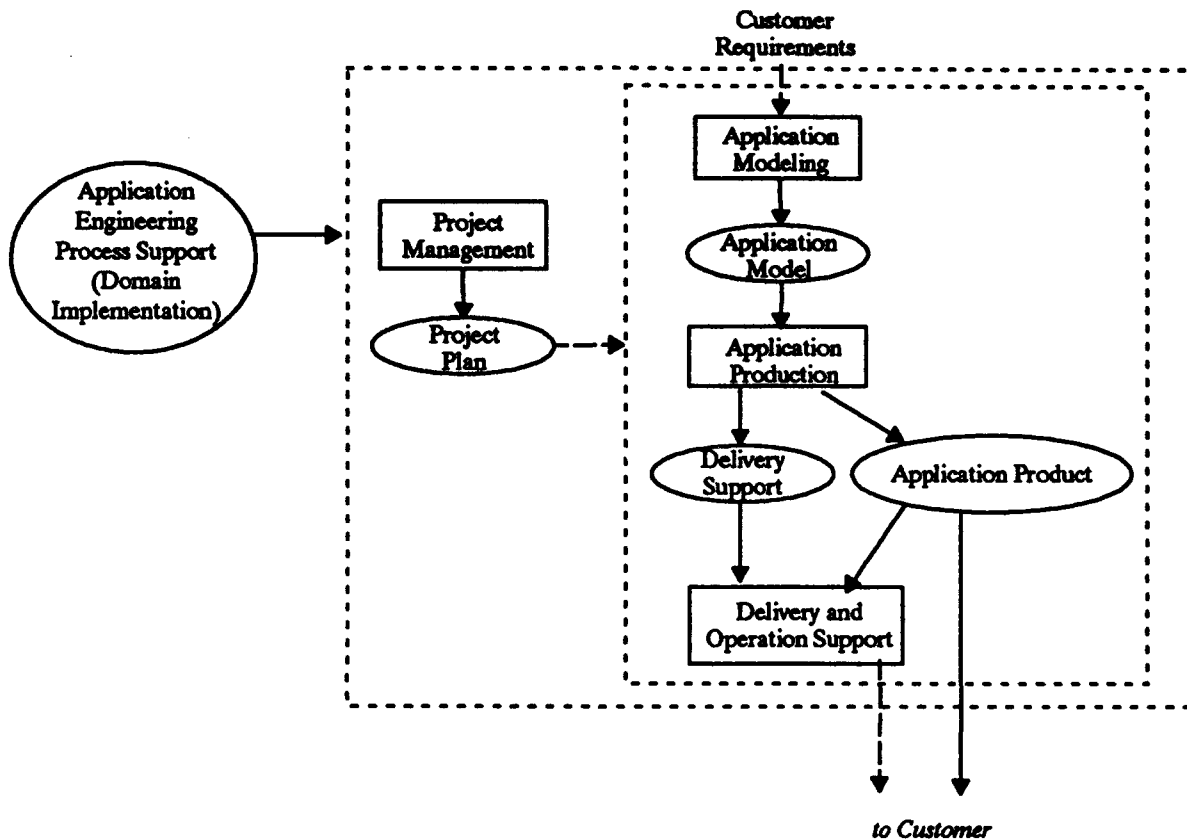 Customer
Requirements
Application
Modeling
Application
Engineering
Process Support
(Domain
Implementation)
Project
Management
Application
Model
Project
Plan
Application
Production
Delivery
Support
Application Product
Delivery and
Operation Support
to Customer